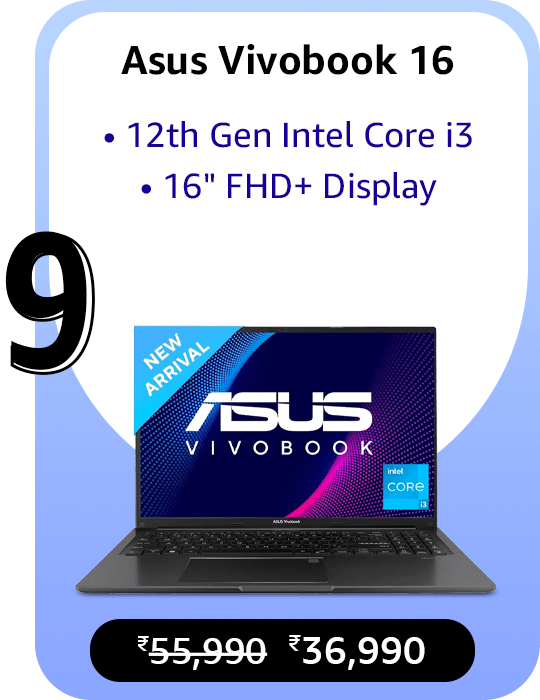 Asus Vivobook 16
• 12th Gen Intel Core i3
• 16" FHD+ Display
9
NEW
ARRIVAL
ASUS
VIVOBOOK
intel
CORE
i3
ASUS Vivobook
₹55,990 ₹36,990